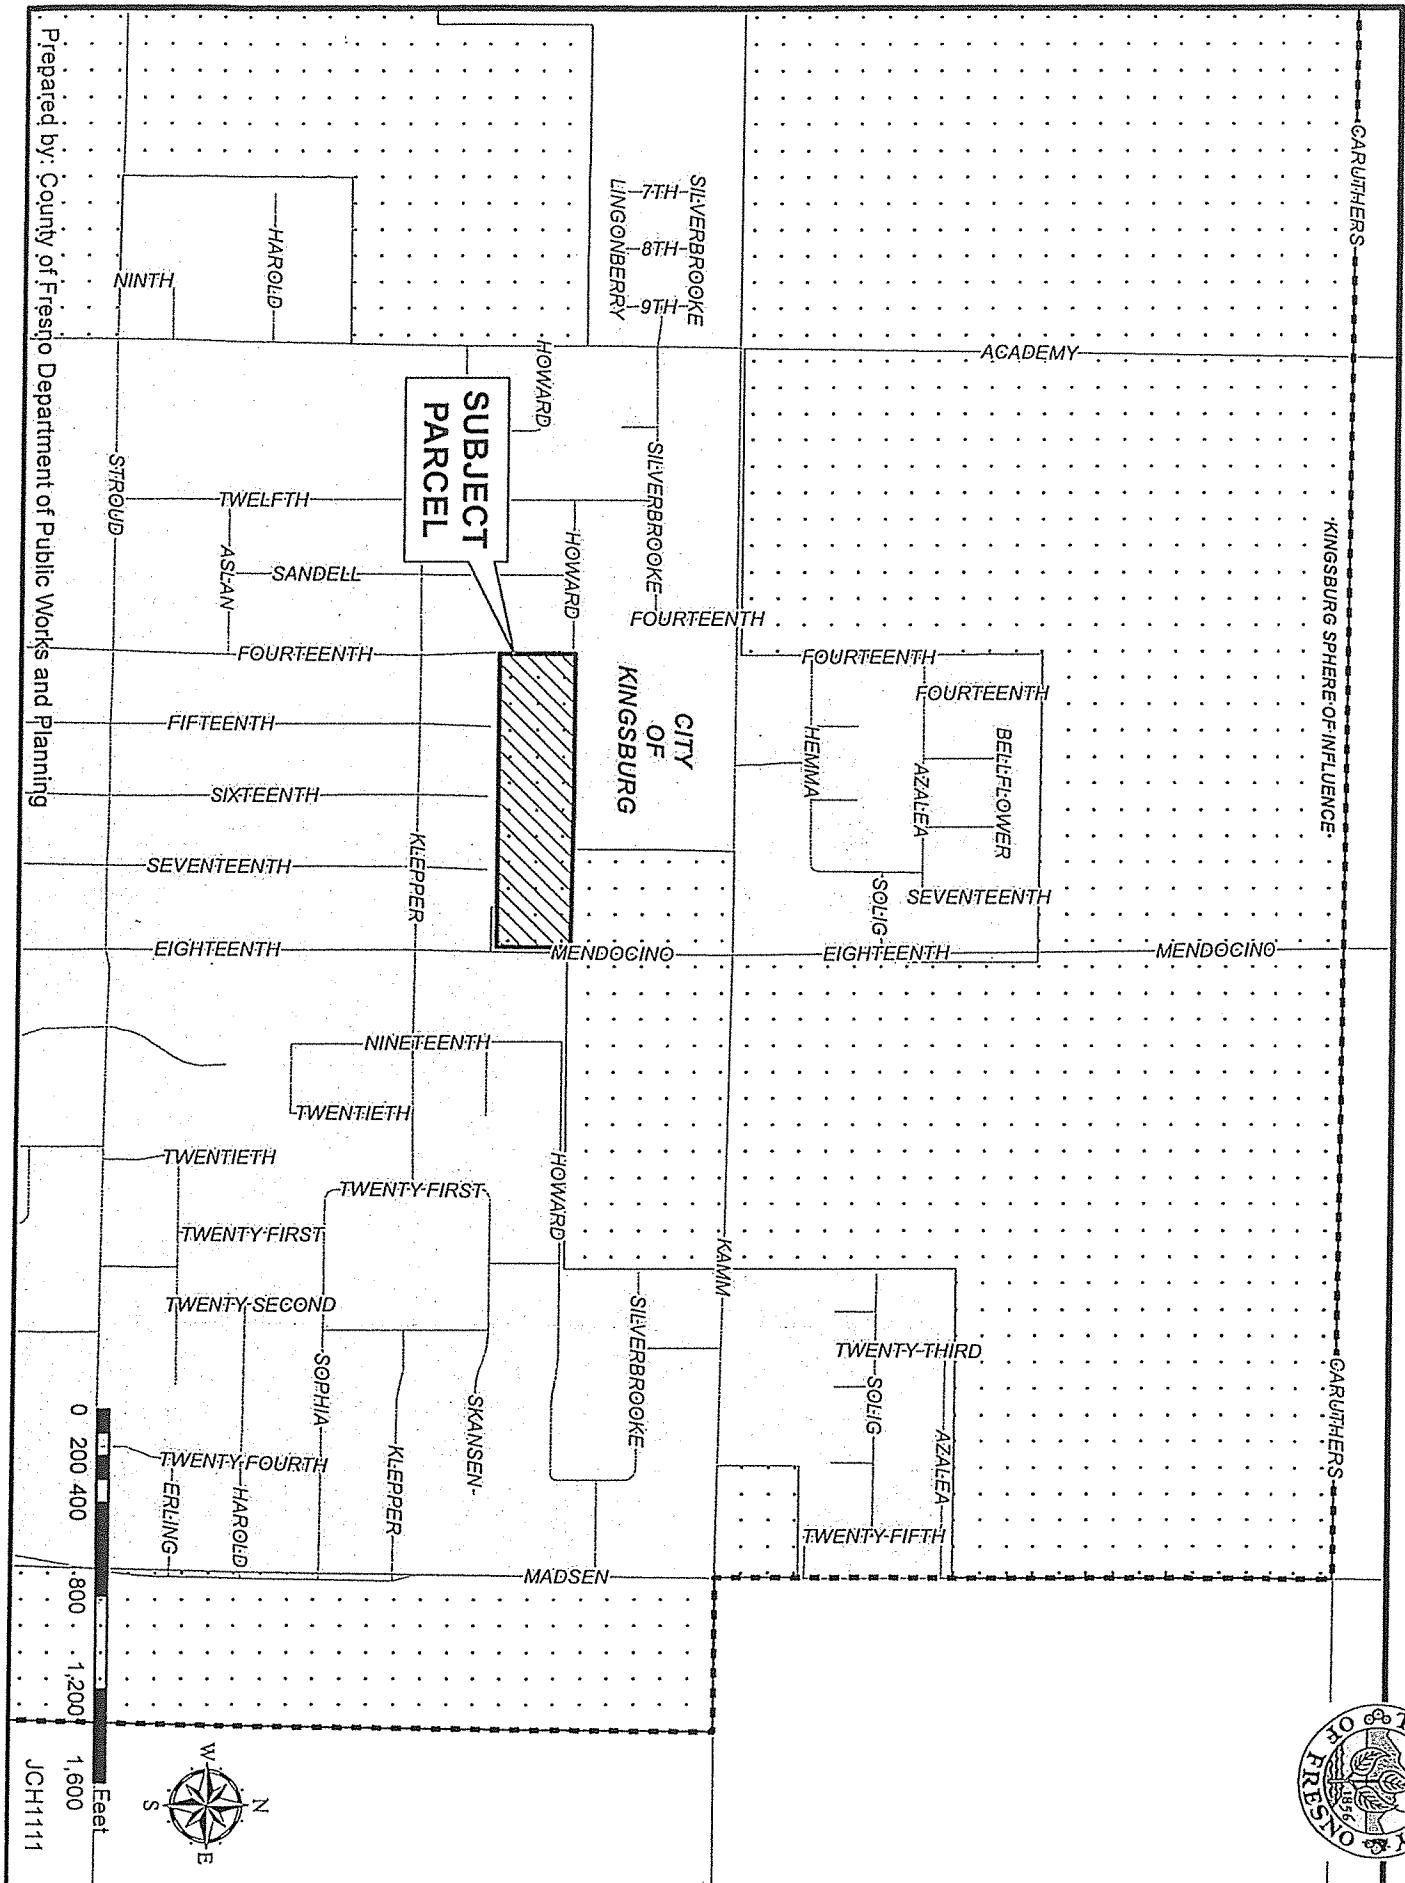 CARUTHERS
CARUTHERS
KINGSBURG SPHERE OF INFLUENCE
ACADEMY
MENDOCINO
BELLFLOWER
FOURTEENTH
SEVENTEENTH
AZALEA
FOURTEENTH
HEMMA
SOLIG
EIGHTEENTH
AZALEA
TWENTY-THIRD
SOLIG
TWENTY-FIFTH
KAMM
SILVERBROOKE
7TH
8TH
9TH
LINGONBERRY
SILVERBROOKE
FOURTEENTH
CITY
OF
KINGSBURG
SILVERBROOKE
HOWARD
HOWARD
MENDOCINO
HOWARD
MADSEN
SUBJECT
PARCEL
KLEPPER
SKANSEN
KLEPPER
NINETEENTH
TWENTIETH
TWENTY-FIRST
SOPHIA
HAROLD
NINTH
TWELFTH
SANDELL
ASLAN
FOURTEENTH
FIFTEENTH
SIXTEENTH
SEVENTEENTH
EIGHTEENTH
TWENTIETH
TWENTY-FIRST
TWENTY-SECOND
TWENTY-FOURTH
HAROLD
ERLING
STROUD
0 200 400 800 1,200 1,600
Feet
N
W
E
S
OF FRESNO
1856
Prepared by: County of Fresno Department of Public Works and Planning
JCH1111